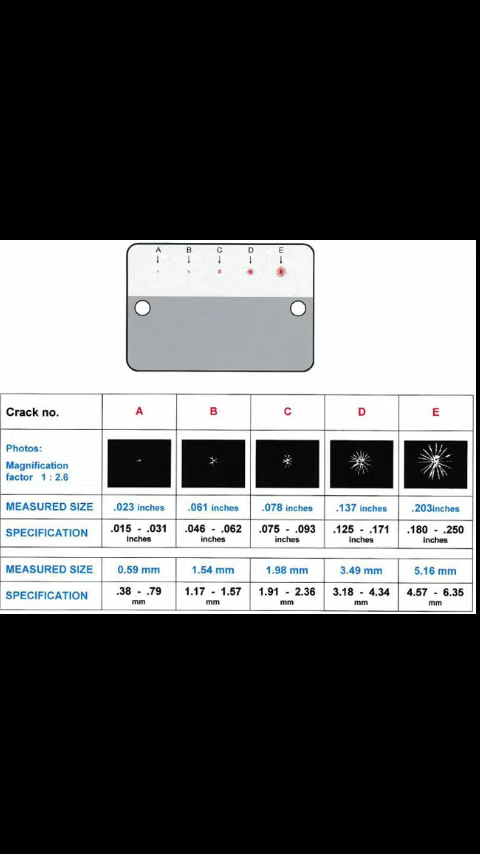 A B C D E
Crack no. A B C D E
Photos:
Magnification
factor 1 : 2.6
MEASURED SIZE .023 inches .061 inches .078 inches .137 inches .203inches
SPECIFICATION .015 - .031 .046 - .062 .075 - .093 .125 - .171 .180 - .250
inches inches inches inches inches
MEASURED SIZE 0.59 mm 1.54 mm 1.98 mm 3.49 mm 5.16 mm
SPECIFICATION .38 - .79 1.17 - 1.57 1.91 - 2.36 3.18 - 4.34 4.57 - 6.35
mm mm mm mm mm